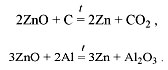 2ZnO + C =ᵗ 2Zn + CO₂ ,
3ZnO + 2Al =ᵗ 3Zn + Al₂O₃ .